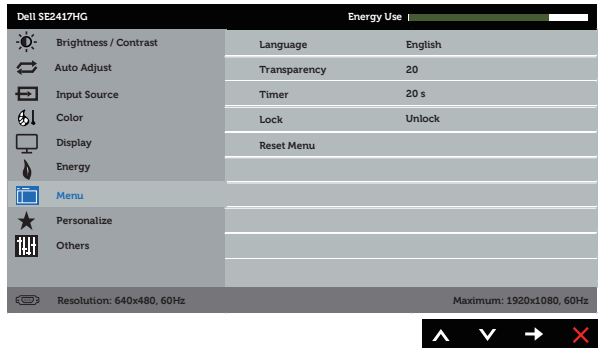 Dell SE2417HG Energy Use
Brightness / Contrast
Auto Adjust
Input Source
Color
Display
Energy
Menu
Personalize
Others
Language English
Transparency 20
Timer 20 s
Lock Unlock
Reset Menu
Resolution: 640x480, 60Hz Maximum: 1920x1080, 60Hz